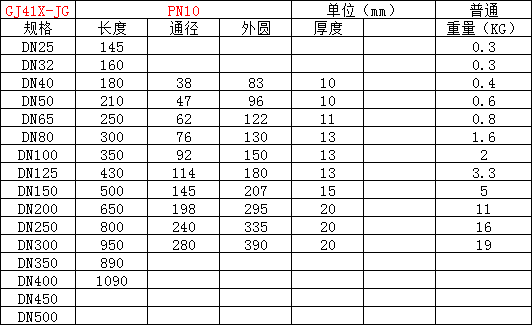 GJ41X-JG PN10 单位（mm） 普通
规格 长度 通径 外圆 厚度 重量(KG)
DN25 145 0.3
DN32 160 0.3
DN40 180 38 83 10 0.4
DN50 210 47 96 10 0.6
DN65 250 62 122 11 0.8
DN80 300 76 130 13 1.6
DN100 350 92 150 13 2
DN125 430 114 180 13 3.3
DN150 500 145 207 15 5
DN200 650 198 295 20 11
DN250 800 240 335 20 16
DN300 950 280 390 20 19
DN350 890
DN400 1090
DN450
DN500